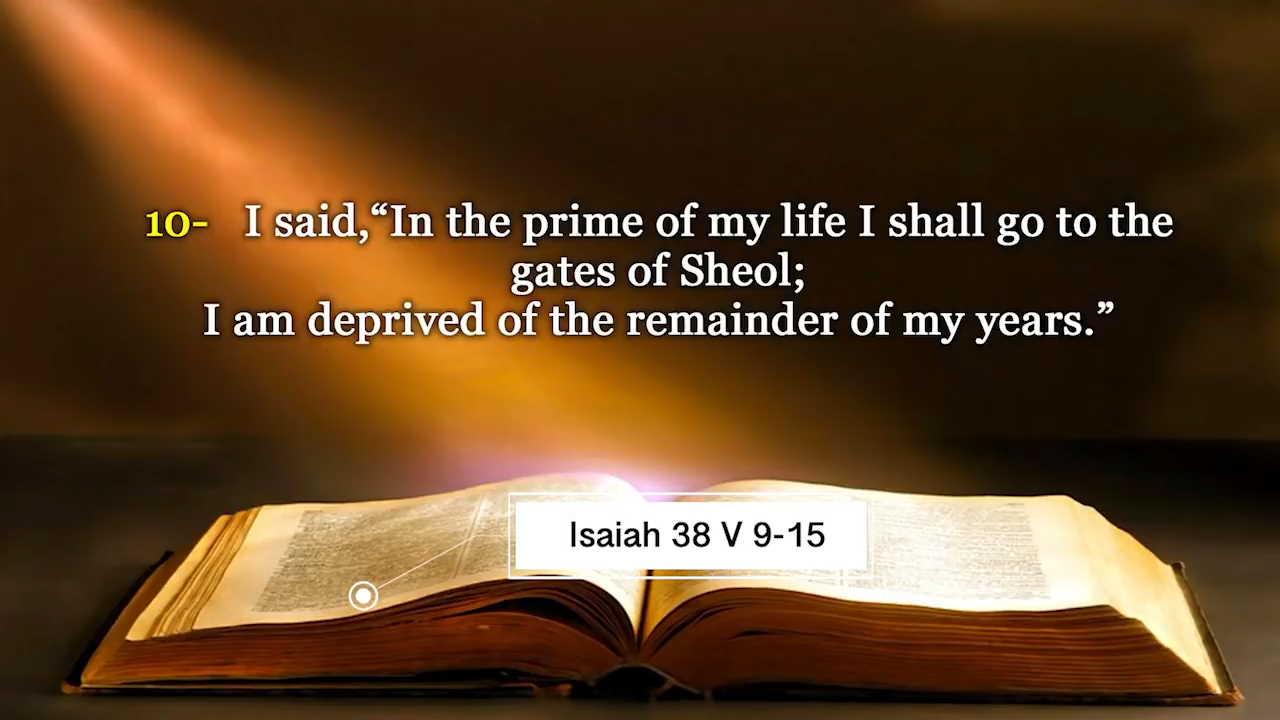 10- I said,“In the prime of my life I shall go to the
gates of Sheol;
I am deprived of the remainder of my years.”
Isaiah 38 V 9-15